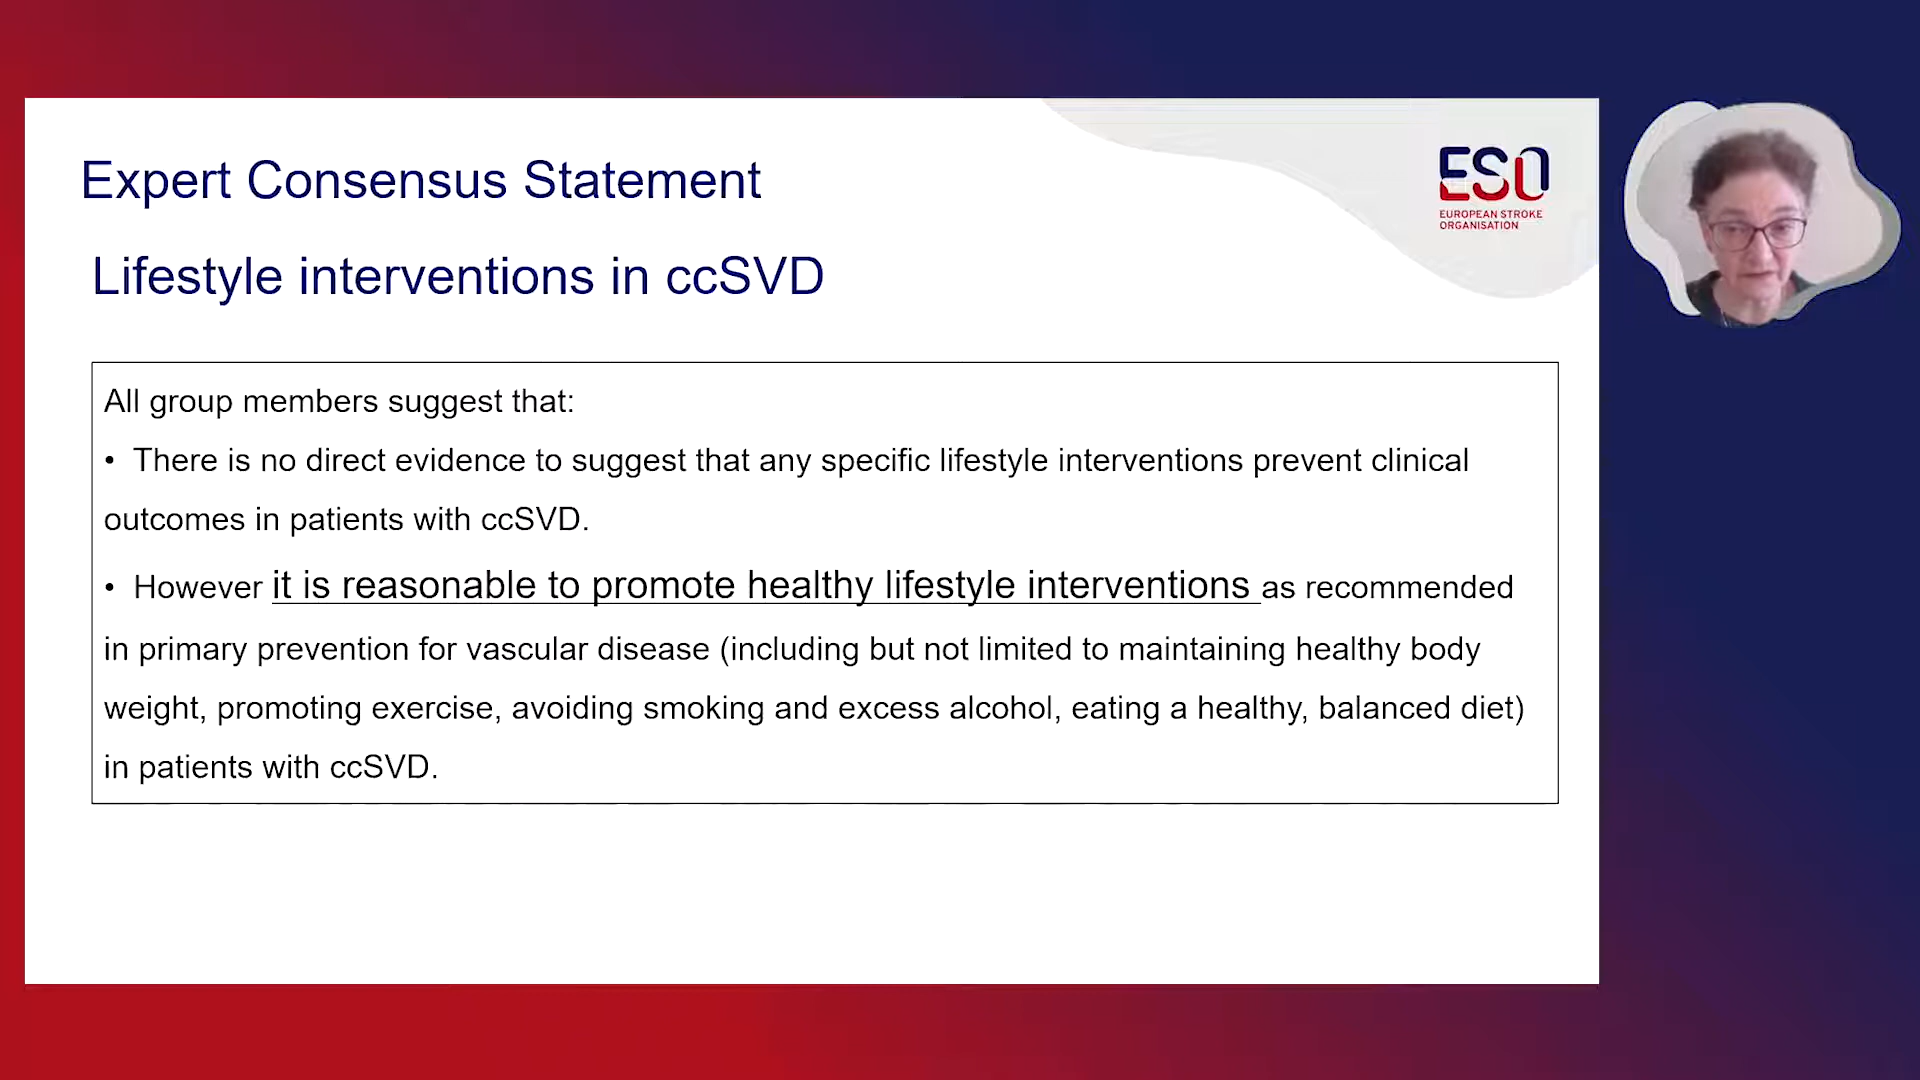 Expert Consensus Statement
Lifestyle interventions in ccSVD
ESO
EUROPEAN STROKE
ORGANISATION
All group members suggest that:
• There is no direct evidence to suggest that any specific lifestyle interventions prevent clinical
outcomes in patients with ccSVD.
• However it is reasonable to promote healthy lifestyle interventions as recommended
in primary prevention for vascular disease (including but not limited to maintaining healthy body
weight, promoting exercise, avoiding smoking and excess alcohol, eating a healthy, balanced diet)
in patients with ccSVD.